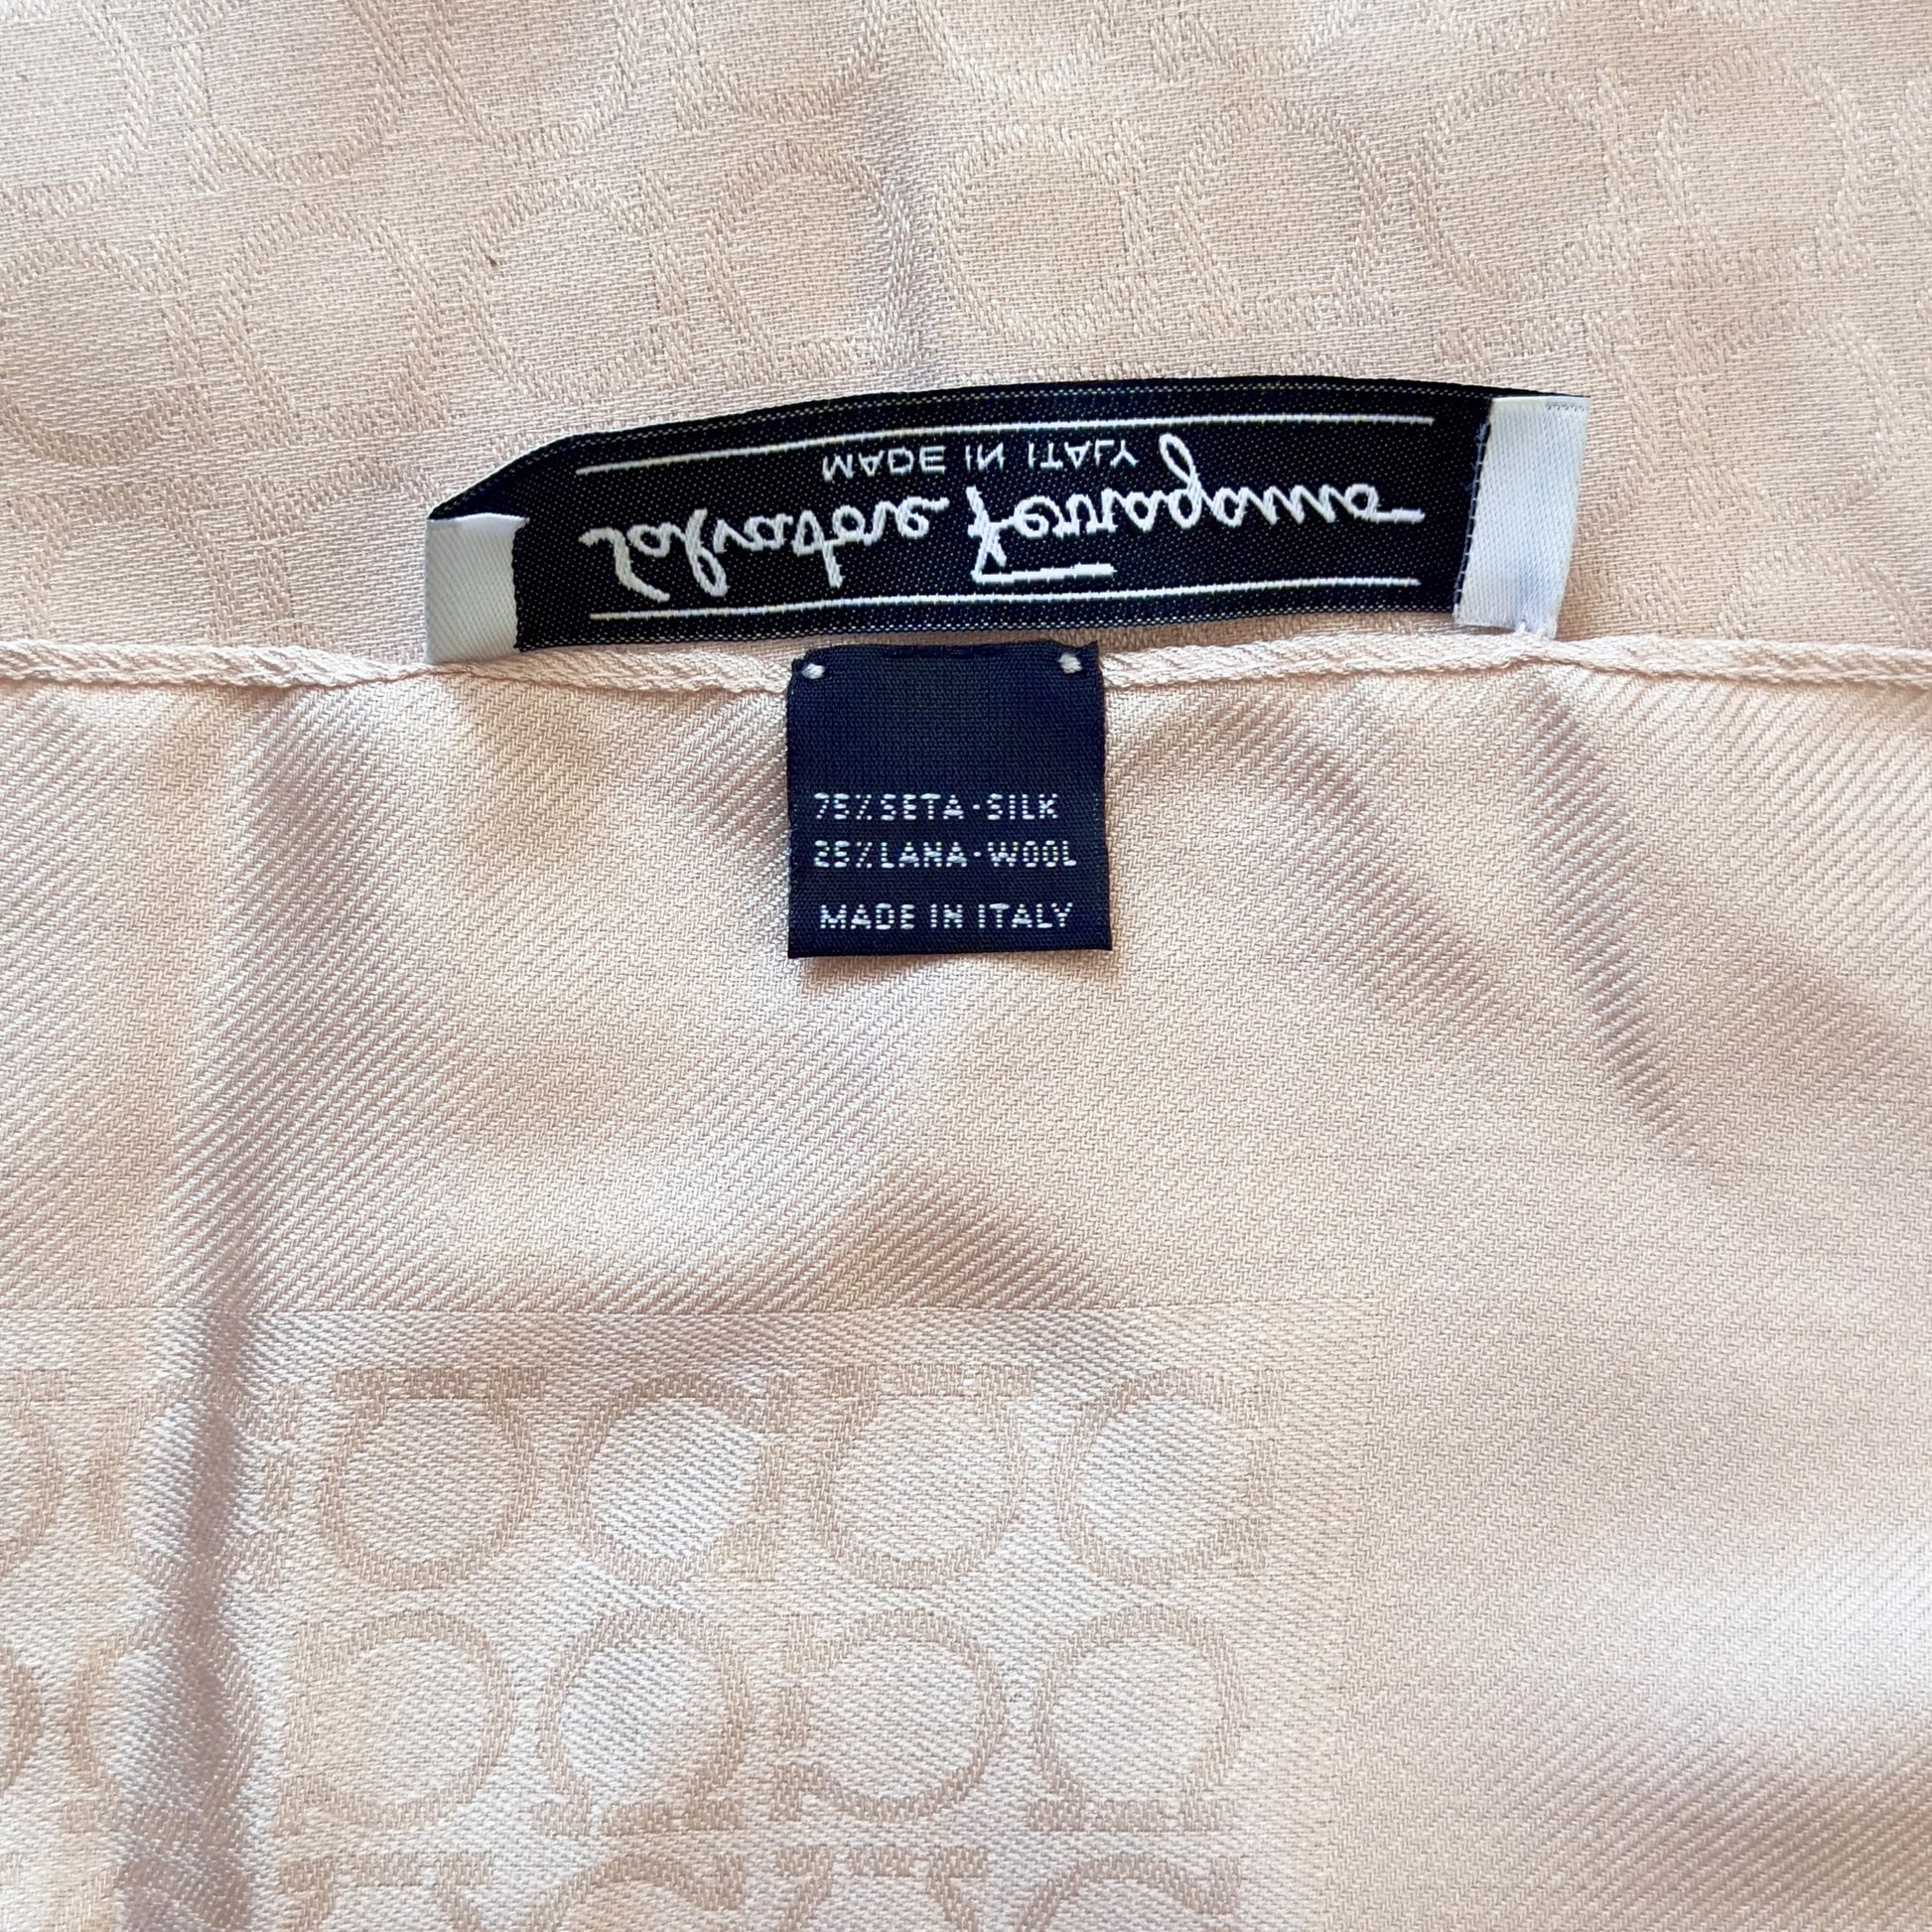 Salvatore Ferragamo
MADE IN ITALY
75% SETA·SILK
25% LANA·WOOL
MADE IN ITALY